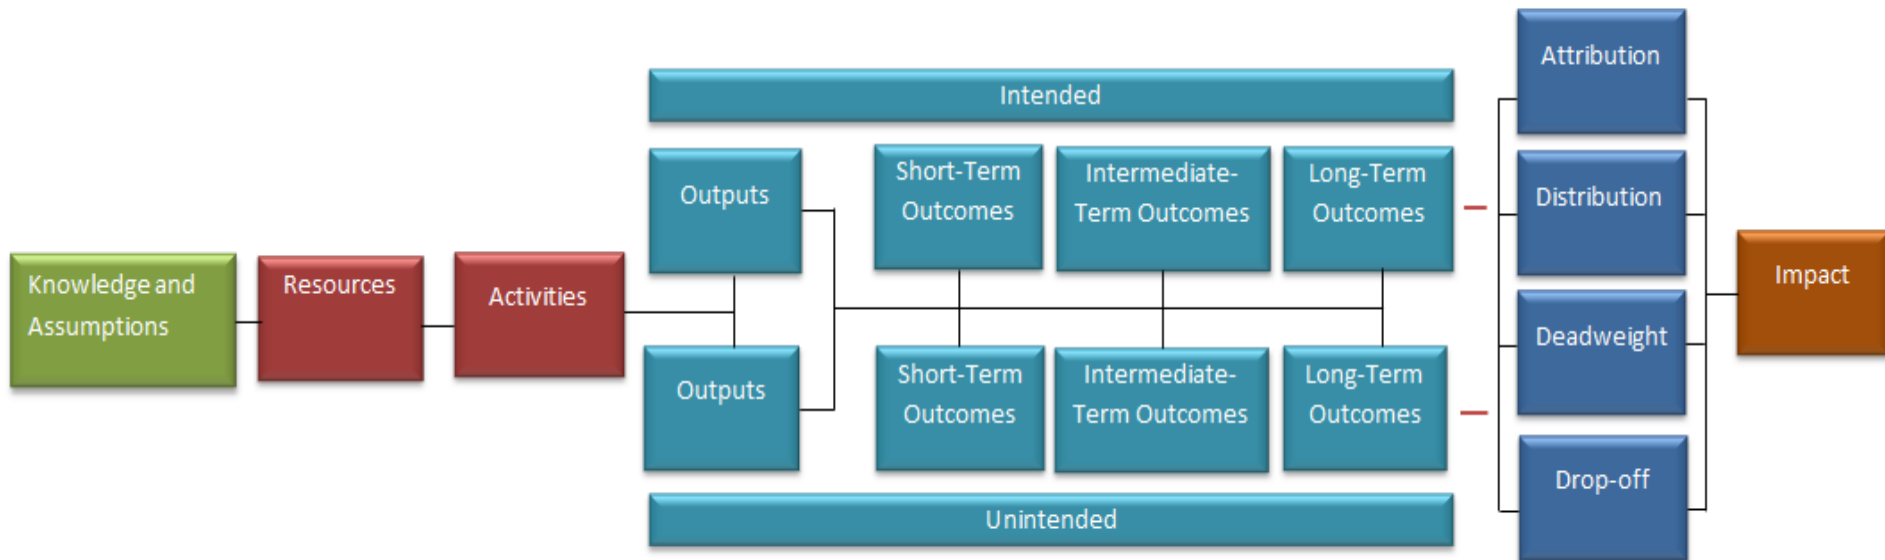 Knowledge and
Assumptions
Resources
Activities
Intended
Outputs
Short-Term
Outcomes
Intermediate-
Term Outcomes
Long-Term
Outcomes
Outputs
Short-Term
Outcomes
Intermediate-
Term Outcomes
Long-Term
Outcomes
Unintended
Attribution
Distribution
Deadweight
Drop-off
Impact